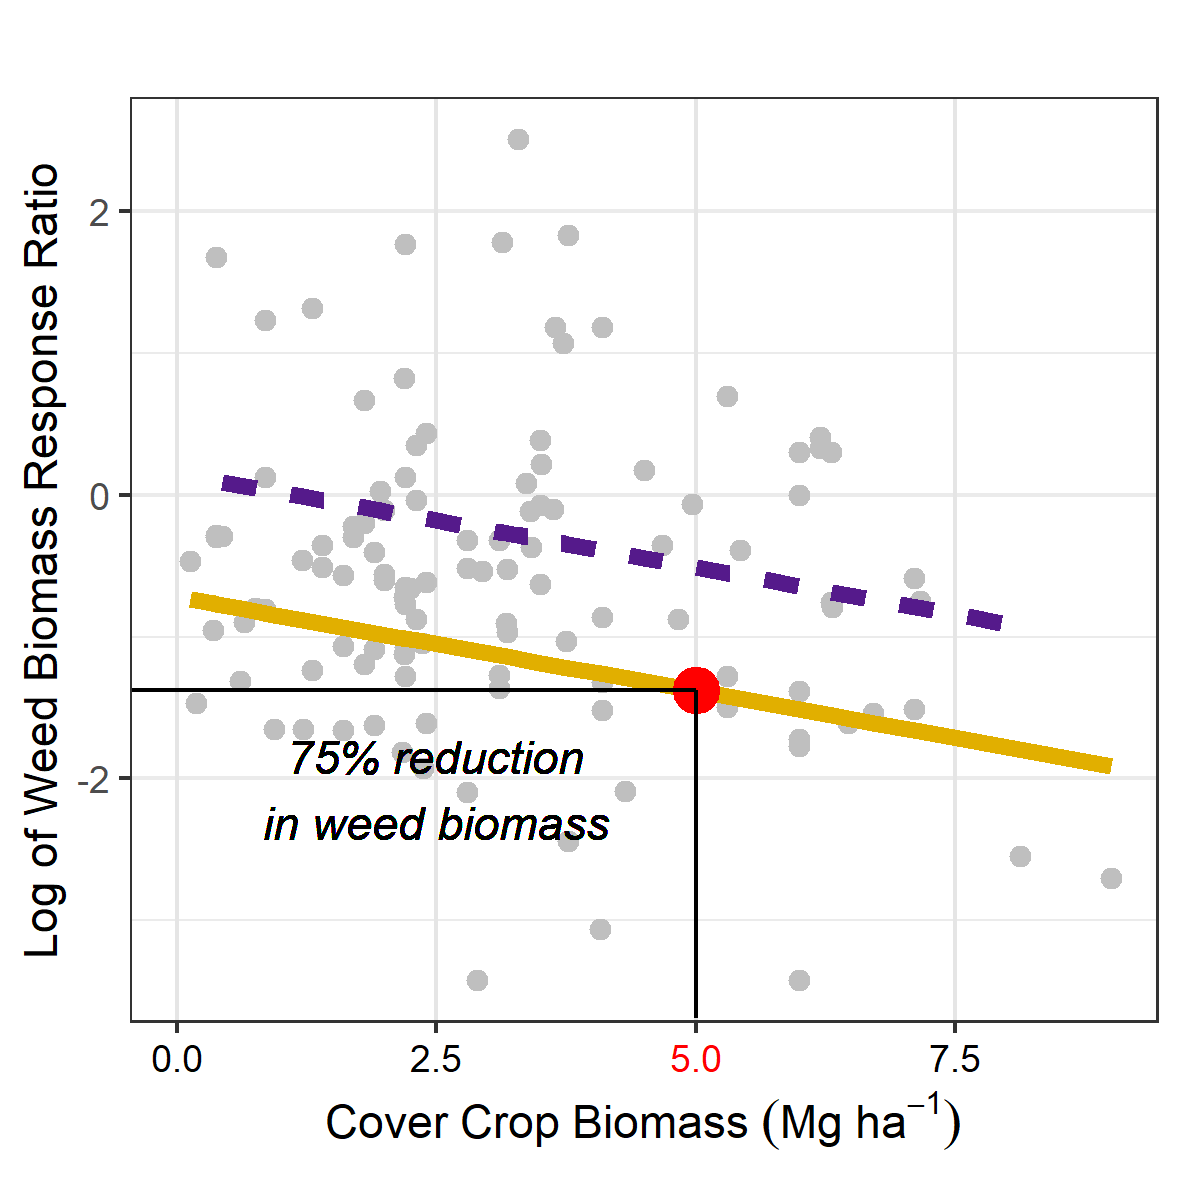 Log of Weed Biomass Response Ratio
2
0
-2
75% reduction
in weed biomass
0.0 2.5 5.0 7.5
Cover Crop Biomass (Mg ha⁻¹)